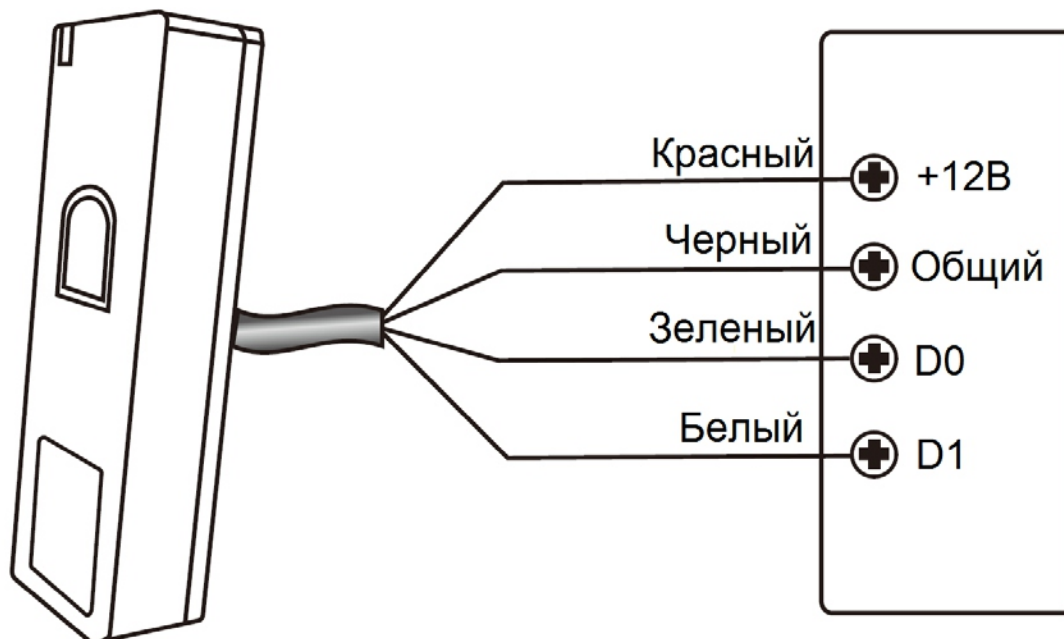 Красный
+12В
Черный
Общий
Зеленый
D0
Белый
D1